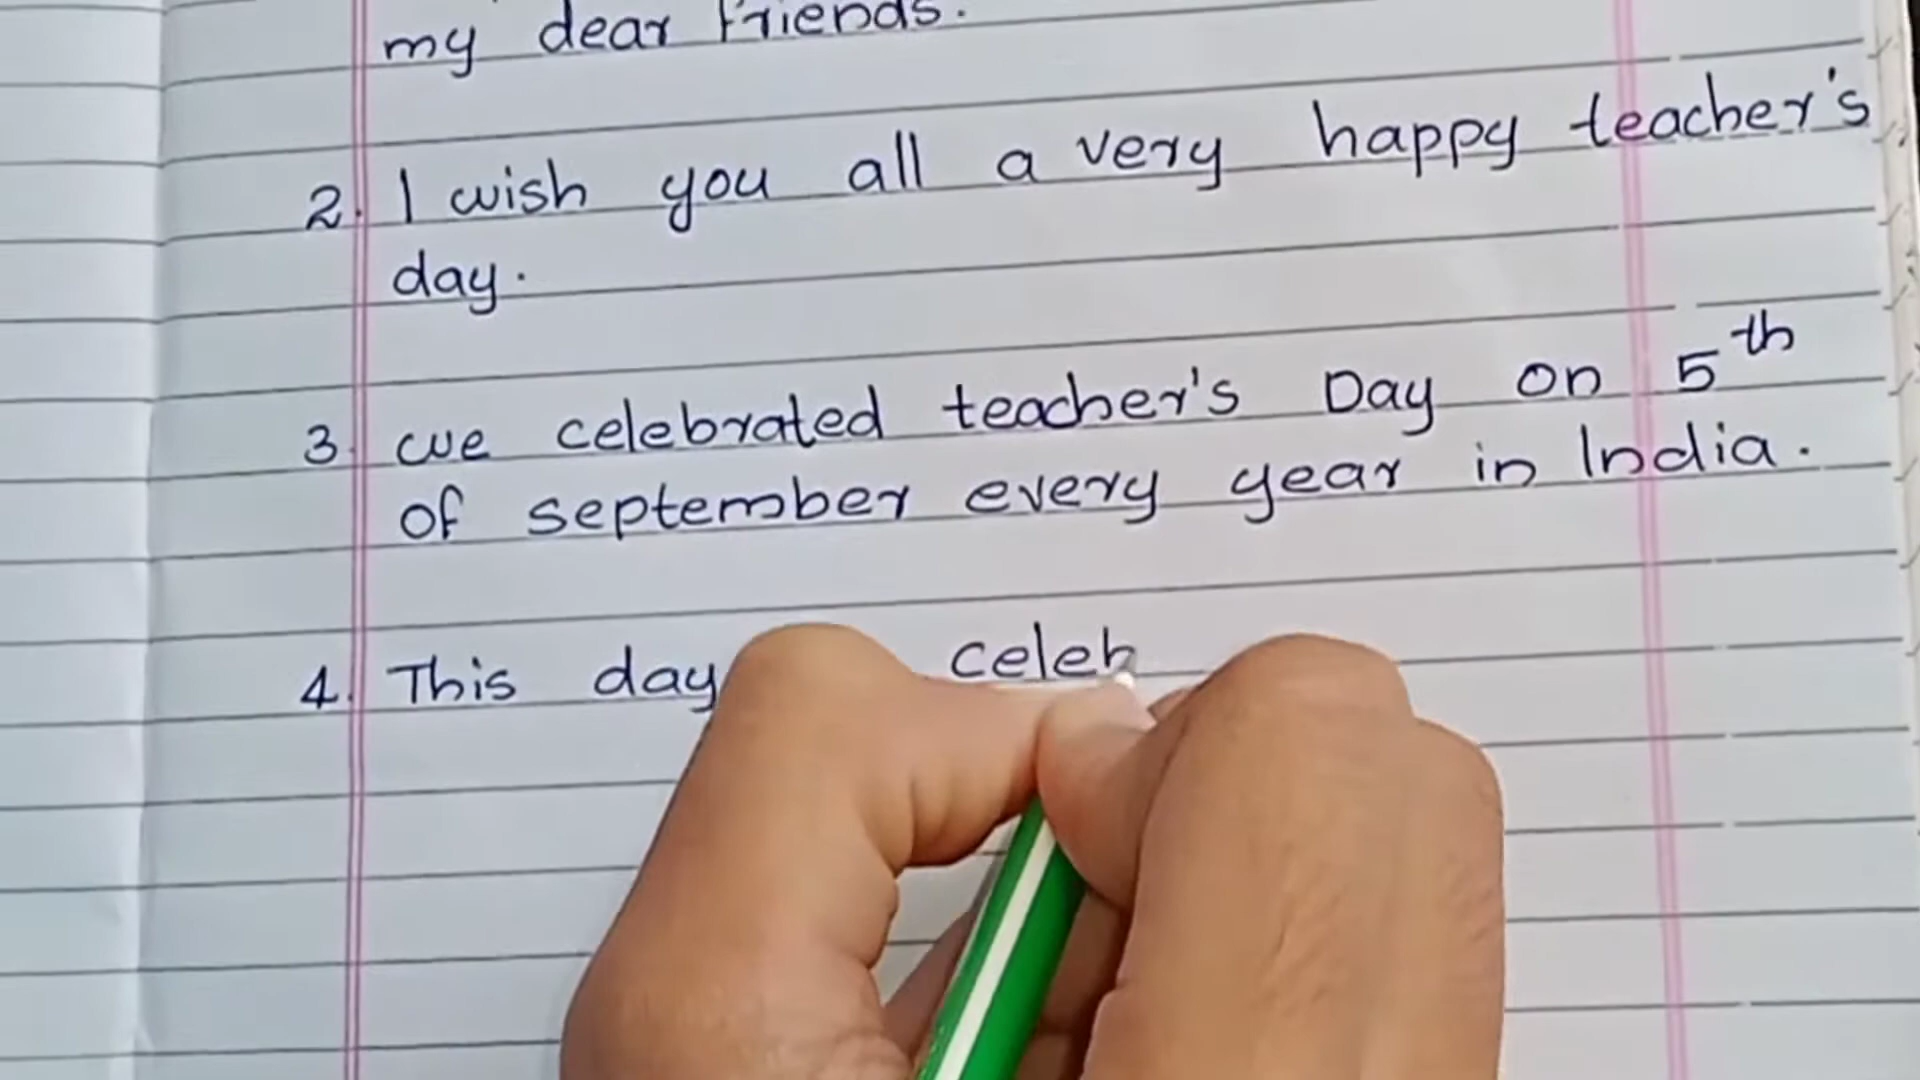 my dear Friends.
2. I wish you all a very happy teacher's
day.
3. we celebrated teacher's Day on 5th
of september every year in India.
4. This day celeb